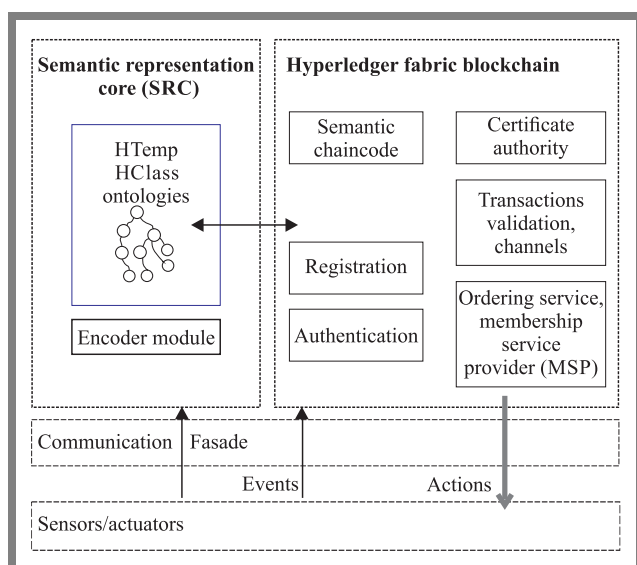 Semantic representation
core (SRC)
HTemp
HClass
ontologies
Encoder module
Hyperledger fabric blockchain
Semantic
chaincode
Registration
Authentication
Certificate
authority
Transactions
validation,
channels
Ordering service,
membership
service
provider (MSP)
Communication Fasade
Events
Actions
Sensors/actuators